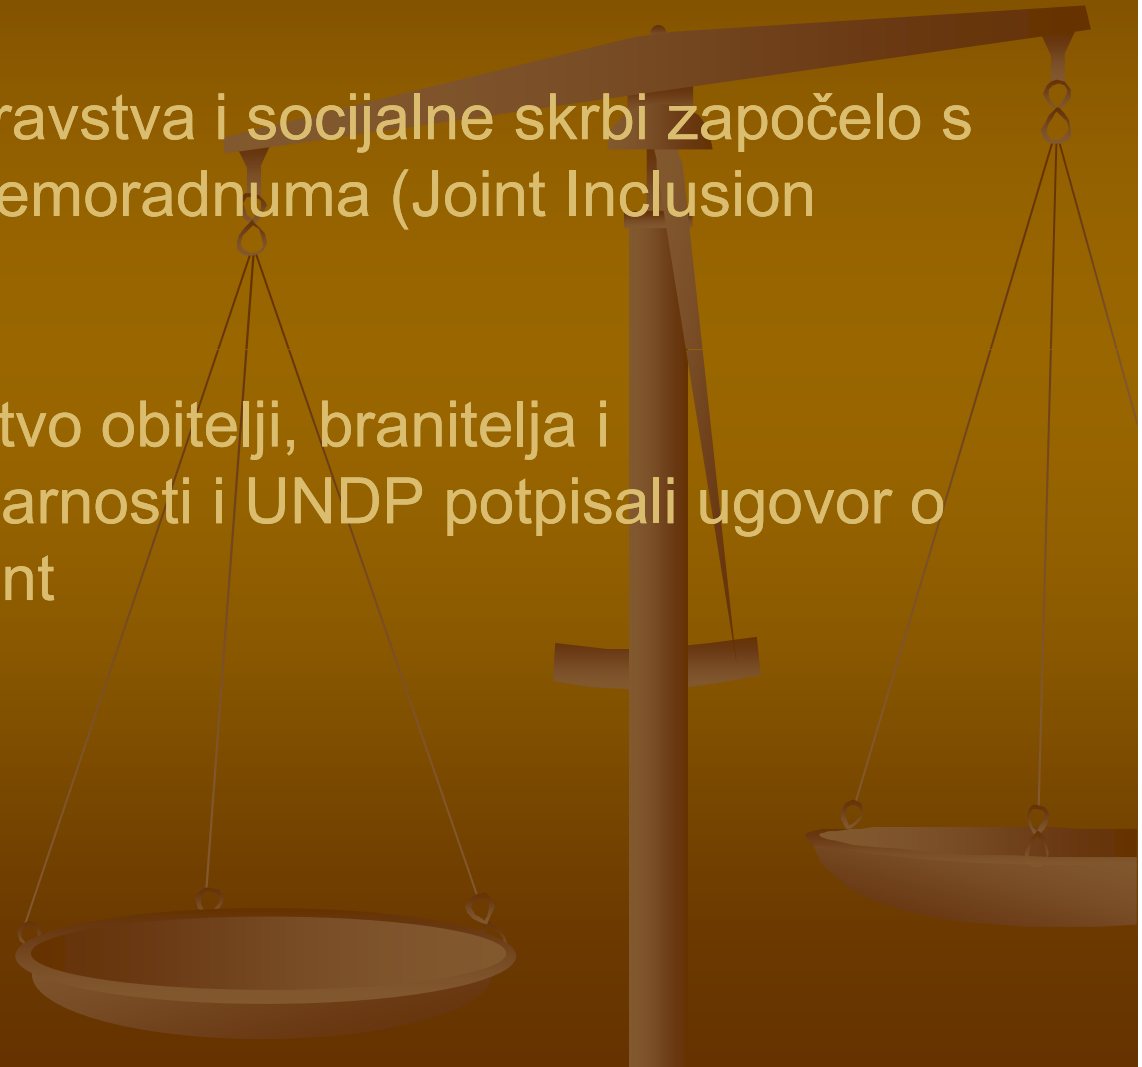 ravstva i socijalne skrbi započelo s
emoradnuma (Joint Inclusion
tvo obitelji, branitelja i
arnosti i UNDP potpisali ugovor o
nt